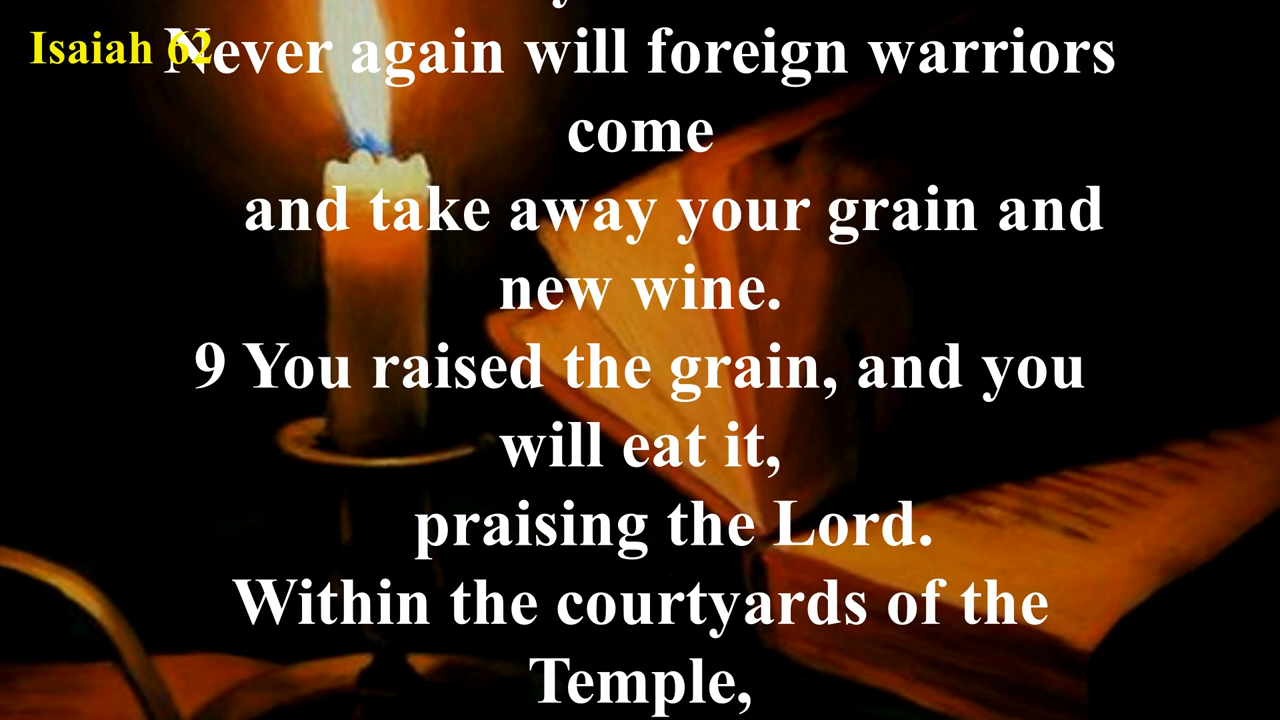 Isaiah 62
Never again will foreign warriors
come
and take away your grain and
new wine.
9 You raised the grain, and you
will eat it,
praising the Lord.
Within the courtyards of the
Temple,